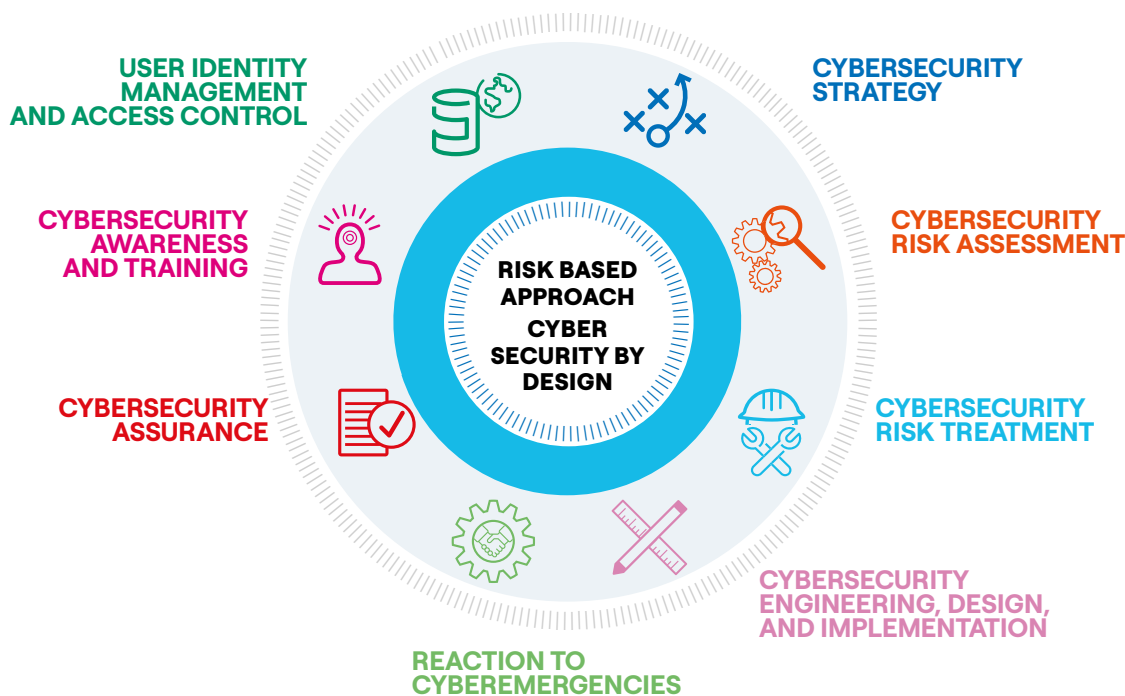 USER IDENTITY
MANAGEMENT
AND ACCESS CONTROL
CYBERSECURITY
STRATEGY
CYBERSECURITY
AWARENESS
AND TRAINING
CYBERSECURITY
RISK ASSESSMENT
RISK BASED
APPROACH
CYBER
SECURITY BY
DESIGN
CYBERSECURITY
ASSURANCE
CYBERSECURITY
RISK TREATMENT
CYBERSECURITY
ENGINEERING, DESIGN,
AND IMPLEMENTATION
REACTION TO
CYBEREMERGENCIES